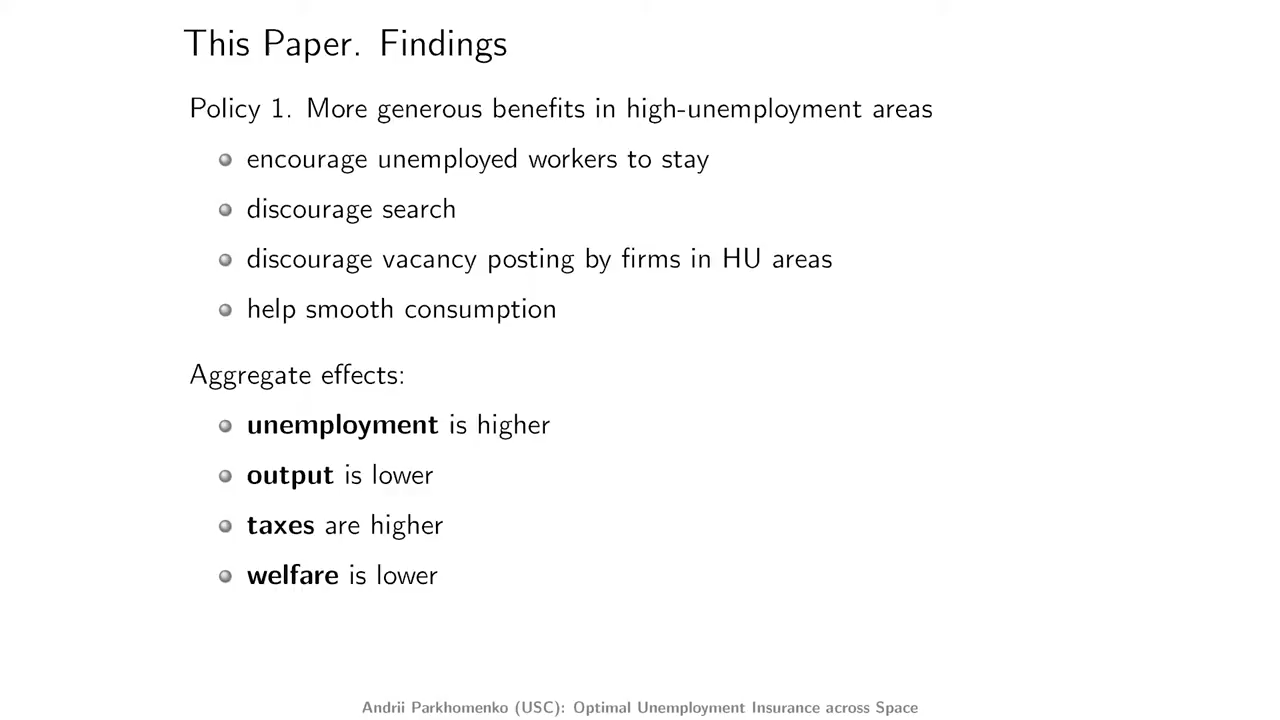 This Paper. Findings
Policy 1. More generous benefits in high-unemployment areas
encourage unemployed workers to stay
discourage search
discourage vacancy posting by firms in HU areas
help smooth consumption
Aggregate effects:
unemployment is higher
output is lower
taxes are higher
welfare is lower
Andrii Parkhomenko (USC): Optimal Unemployment Insurance across Space